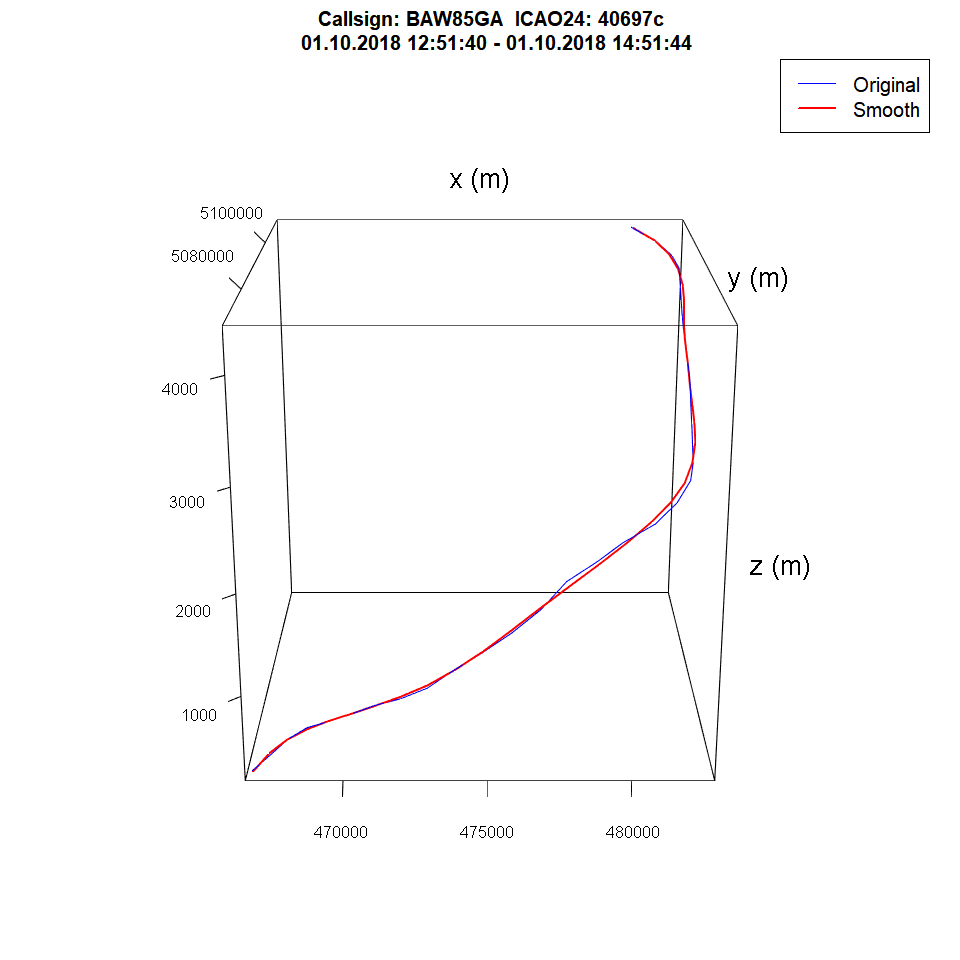 Callsign: BAW85GA  ICAO24: 40697c
01.10.2018 12:51:40 - 01.10.2018 14:51:44
Original
Smooth
x (m)
5100000
5080000
y (m)
4000
3000
z (m)
2000
1000
470000 475000 480000